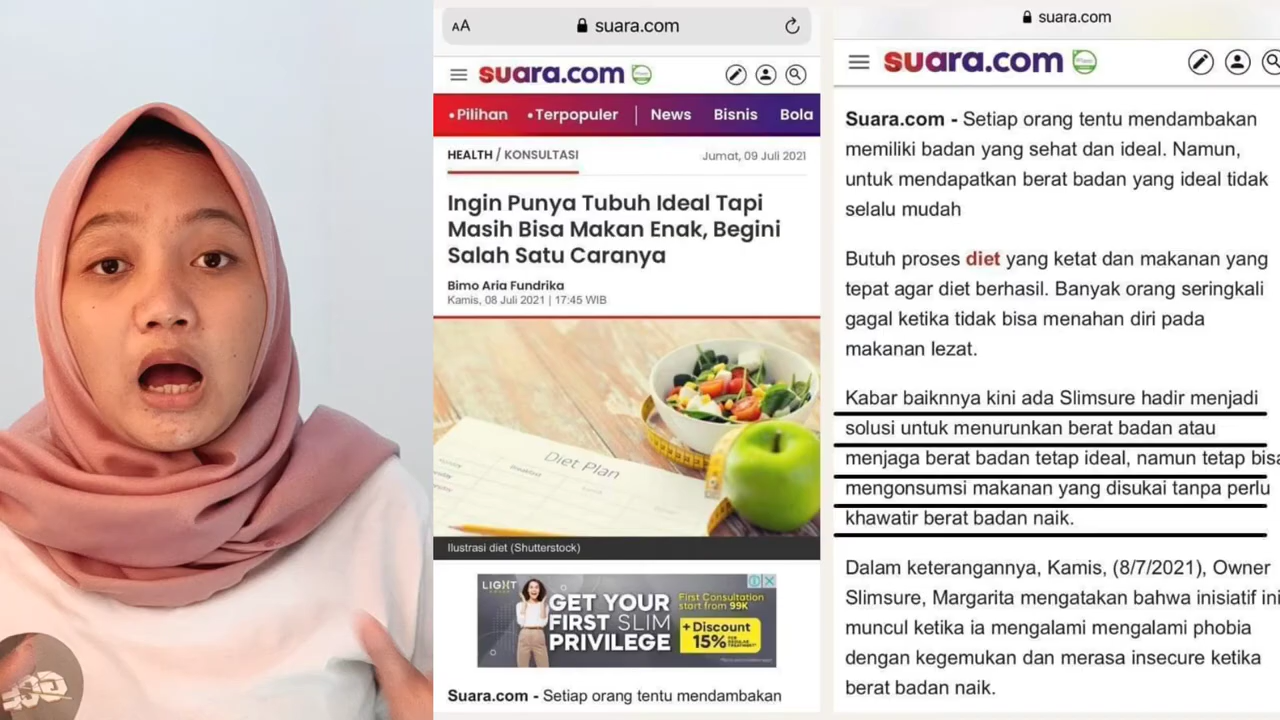 AA suara.com
suara.com
•Pilihan •Terpopuler News Bisnis Bola
HEALTH / KONSULTASI Jumat, 09 Juli 2021
Ingin Punya Tubuh Ideal Tapi
Masih Bisa Makan Enak, Begini
Salah Satu Caranya
Bimo Aria Fundrika
Kamis, 08 Juli 2021 | 17:45 WIB
Diet Plan
Ilustrasi diet (Shutterstock)
LIGHT
GET YOUR
FIRST SLIM
PRIVILEGE
First Consultation
start from 99K
+Discount
15%
Suara.com - Setiap orang tentu mendambakan
suara.com
suara.com
Suara.com - Setiap orang tentu mendambakan
memiliki badan yang sehat dan ideal. Namun,
untuk mendapatkan berat badan yang ideal tidak
selalu mudah
Butuh proses diet yang ketat dan makanan yang
tepat agar diet berhasil. Banyak orang seringkali
gagal ketika tidak bisa menahan diri pada
makanan lezat.
Kabar baiknnya kini ada Slimsure hadir menjadi
solusi untuk menurunkan berat badan atau
menjaga berat badan tetap ideal, namun tetap bisa
mengonsumsi makanan yang disukai tanpa perlu
khawatir berat badan naik.
Dalam keterangannya, Kamis, (8/7/2021), Owner
Slimsure, Margarita mengatakan bahwa inisiatif ini
muncul ketika ia mengalami mengalami phobia
dengan kegemukan dan merasa insecure ketika
berat badan naik.